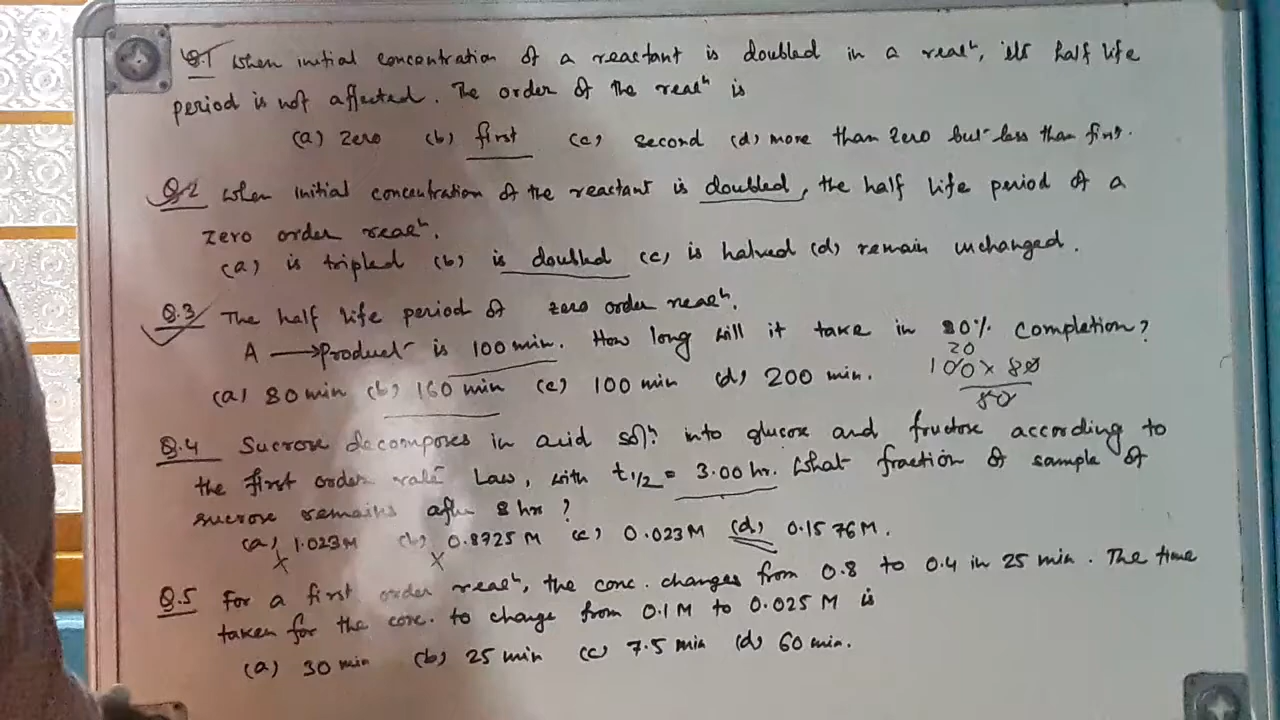 Q.1 When initial concentration of a reactant is doubled in a reacⁿ, its half life
period is not affected. The order of the reacⁿ is
(a) Zero (b) first (c) second (d) more than zero but less than first.
Q.2 When initial concentration of the reactant is doubled, the half life period of a
zero order reacⁿ.
(a) is tripled (b) is doubled (c) is halved (d) remain unchanged.
Q.3 The half life period of zero order reacⁿ.
A → Product is 100 min. How long will it take in 80% completion?
20
100 × 80
50
(a) 80 min (b) 160 min (c) 100 min (d) 200 min.
Q.4 Sucrose decomposes in acid solⁿ into glucose and fructose according to
the first order rate Law, with t1/2 = 3.00 hr. What fraction of sample of
sucrose remains after 8 hr ?
(a) 1.023 M (b) 0.8725 M (c) 0.023 M (d) 0.1576 M.
X X
Q.5 For a first order reacⁿ, the conc. changes from 0.8 to 0.4 in 25 min. The time
taken for the conc. to change from 0.1 M to 0.025 M is
(a) 30 min (b) 25 min (c) 7.5 min (d) 60 min.